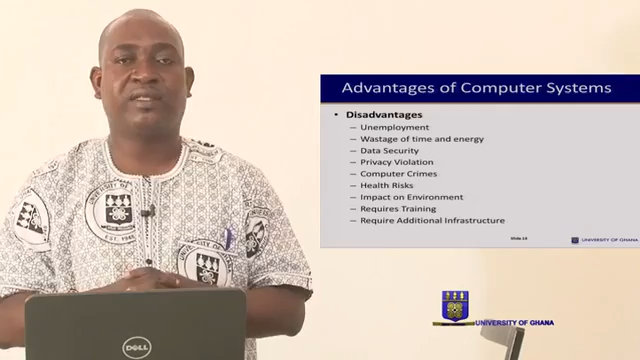 Advantages of Computer Systems
• Disadvantages
– Unemployment
– Wastage of time and energy
– Data Security
– Privacy Violation
– Computer Crimes
– Health Risks
– Impact on Environment
– Requires Training
– Require Additional Infrastructure
Slide 14
UNIVERSITY OF GHANA
UNIVERSITY OF GHANA
DELL